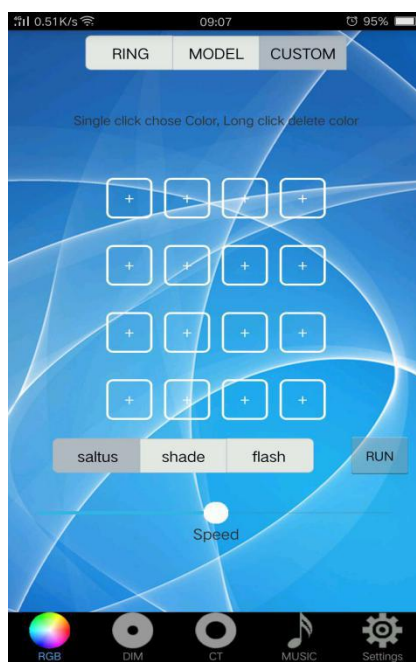 4G 0.51K/s 09:07 95%
RING MODEL CUSTOM
Single click chose Color, Long click delete color
+ + + +
+ + + +
+ + + +
+ + + +
saltus shade flash RUN
Speed
RGB DIM CT MUSIC Settings